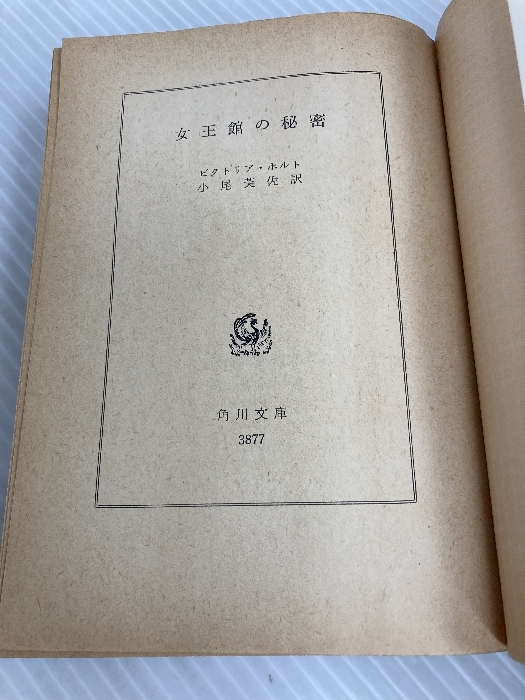 女王館の秘密
ビクトリア・ホルト
小尾芙佐訳
角川文庫
3877